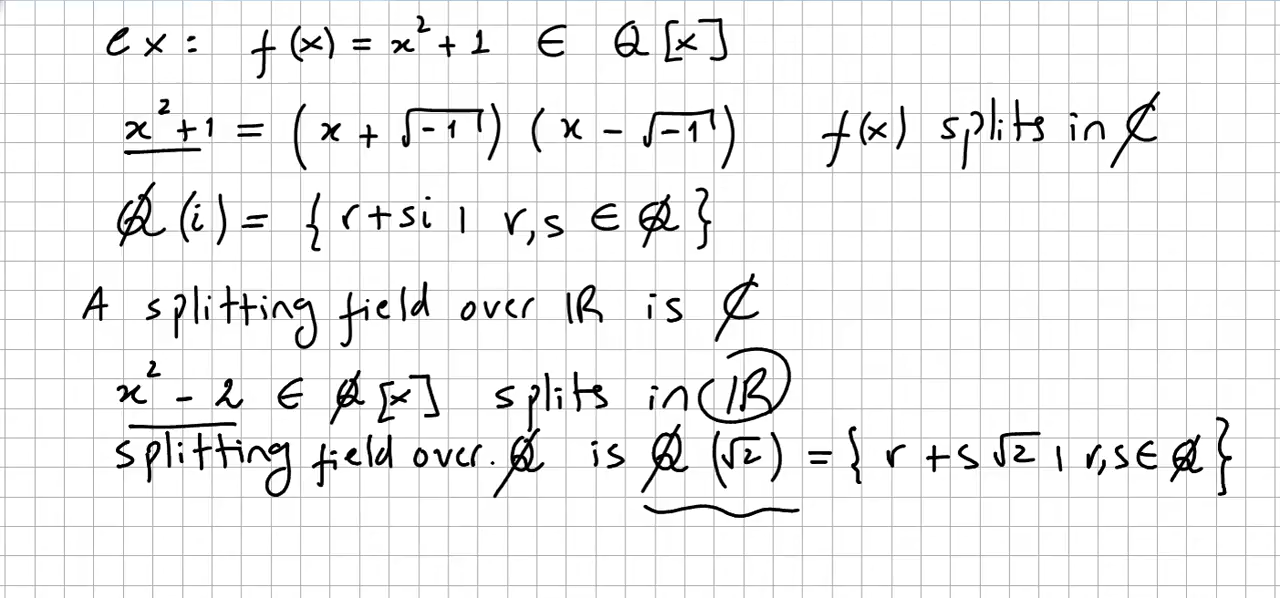 ex: f(x) = x² + 1 ∈ Q[x]
x² + 1 = (x + √-1) (x - √-1) f(x) splits in ℂ
ℚ(i) = { r + si | r, s ∈ ℚ }
A splitting field over ℝ is ℂ
x² - 2 ∈ ℚ[x] splits in ℝ
splitting field over. ℚ is ℚ(√2) = { r + s√2 | r, s ∈ ℚ }